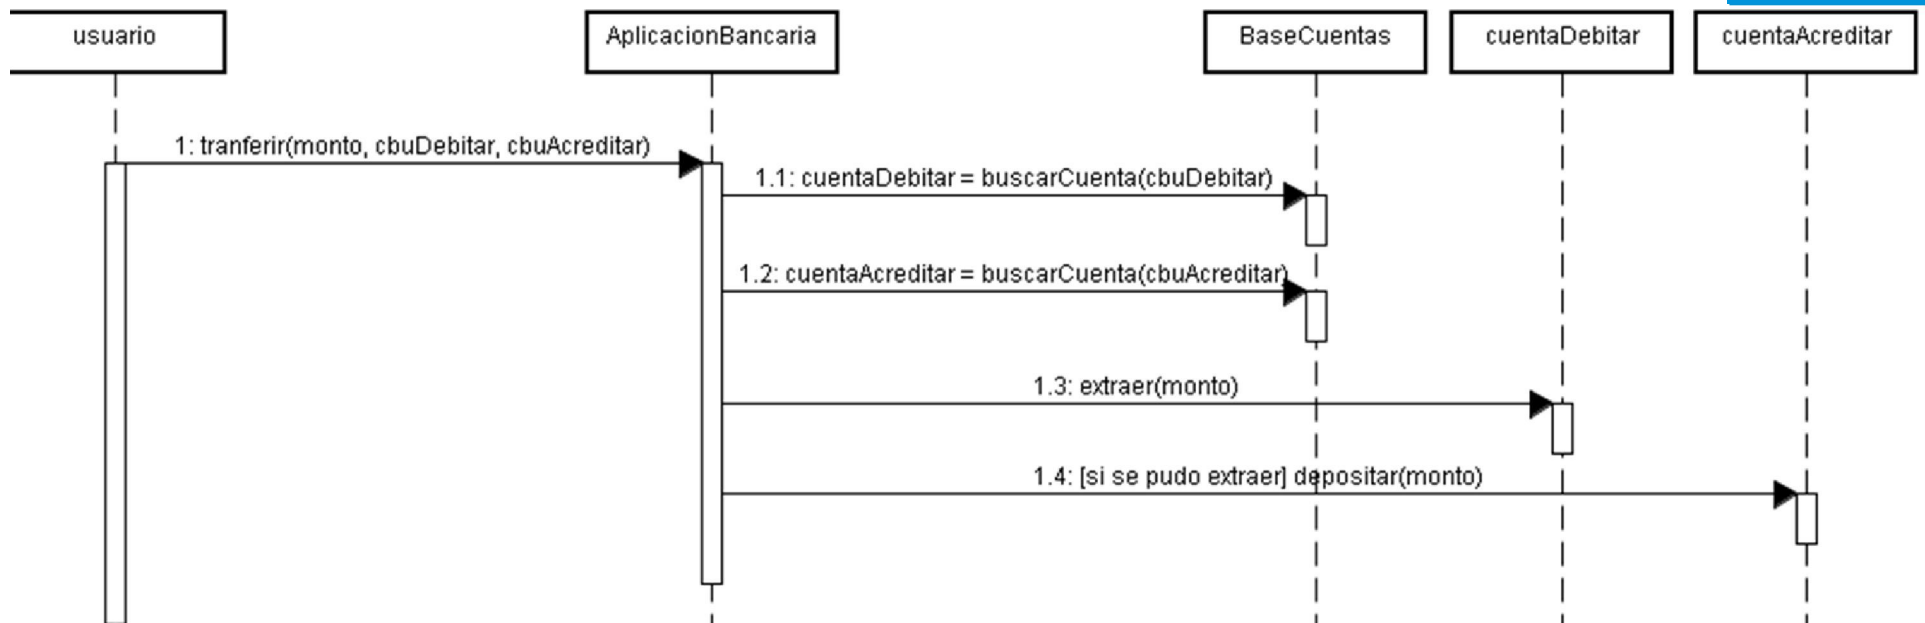 usuario
AplicacionBancaria
BaseCuentas
cuentaDebitar
cuentaAcreditar
1: tranferir(monto, cbuDebitar, cbuAcreditar)
1.1: cuentaDebitar = buscarCuenta(cbuDebitar)
1.2: cuentaAcreditar = buscarCuenta(cbuAcreditar)
1.3: extraer(monto)
1.4: [si se pudo extraer] depositar(monto)